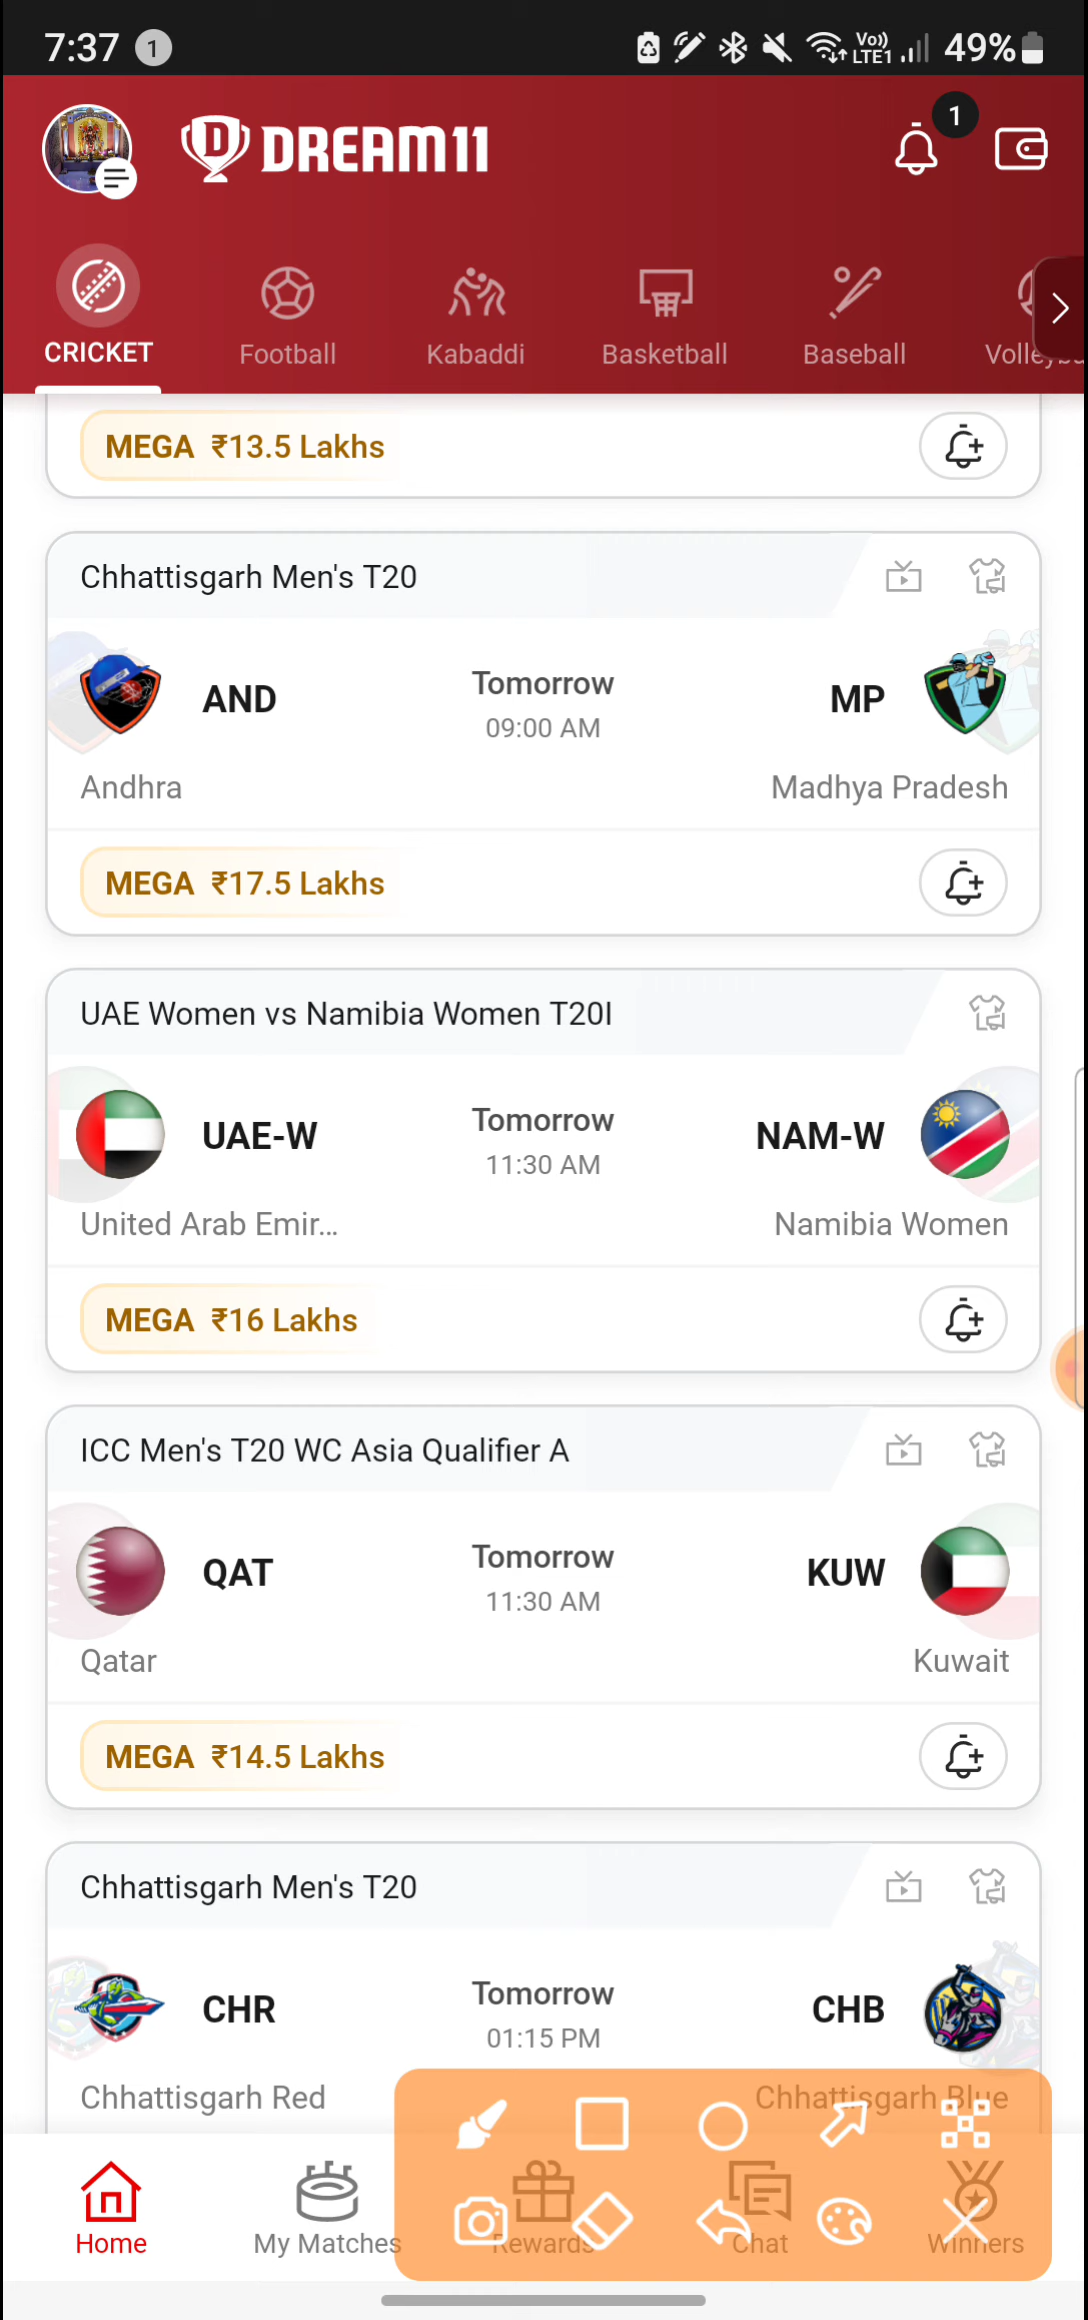 7:37 1 Vo)) LTE1 49%
DREAM11 1
CRICKET Football Kabaddi Basketball Baseball Volleyba
MEGA ₹13.5 Lakhs
Chhattisgarh Men's T20
AND Tomorrow MP
09:00 AM
Andhra Madhya Pradesh
MEGA ₹17.5 Lakhs
UAE Women vs Namibia Women T20I
UAE-W Tomorrow NAM-W
11:30 AM
United Arab Emir... Namibia Women
MEGA ₹16 Lakhs
ICC Men's T20 WC Asia Qualifier A
QAT Tomorrow KUW
11:30 AM
Qatar Kuwait
MEGA ₹14.5 Lakhs
Chhattisgarh Men's T20
CHR Tomorrow CHB
01:15 PM
Chhattisgarh Red Chhattisgarh Blue
Home My Matches Rewards Chat Winners